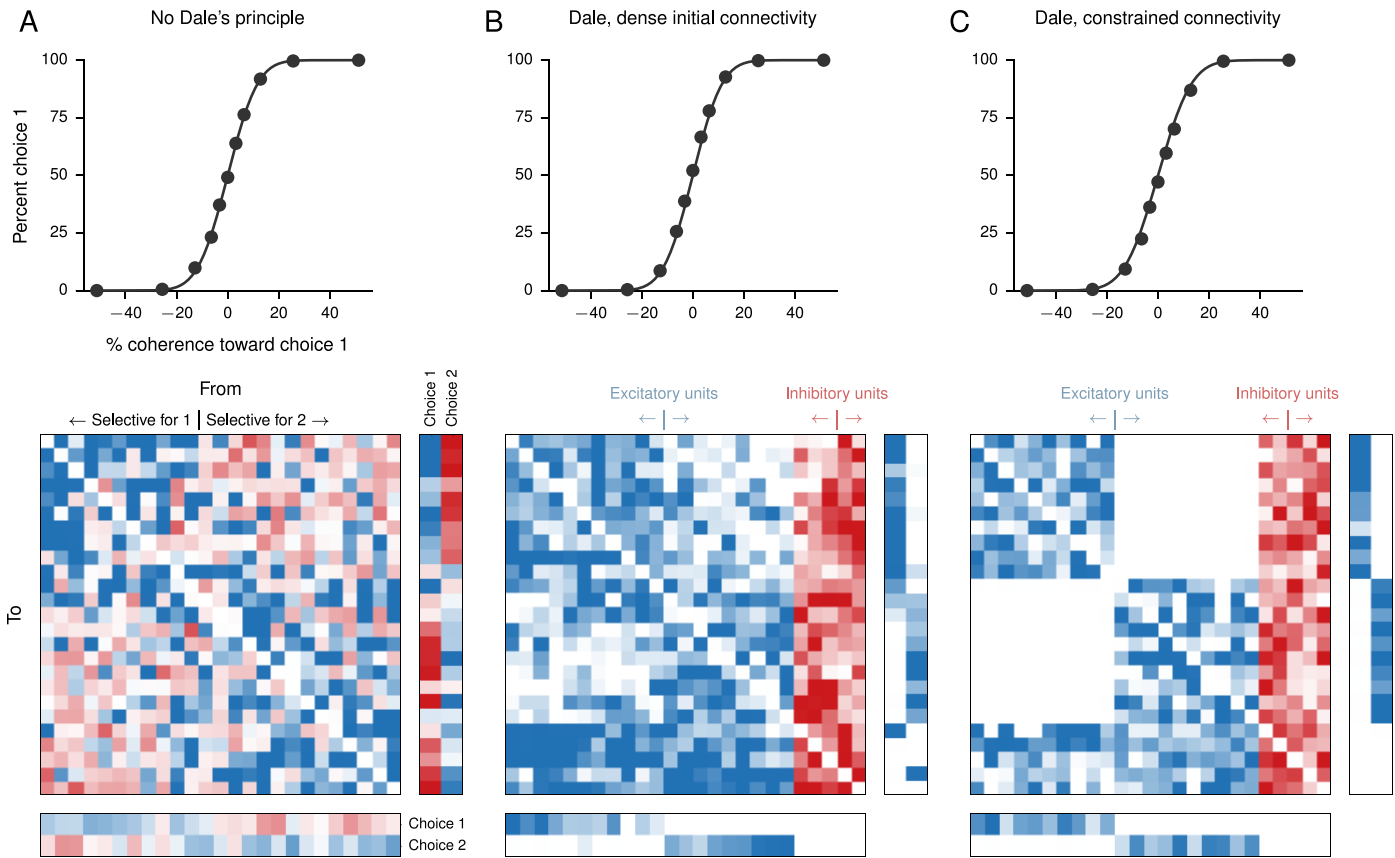 A
No Dale's principle
B
Dale, dense initial connectivity
C
Dale, constrained connectivity
100
75
50
25
0
Percent choice 1
−40 −20 0 20 40
% coherence toward choice 1
100
75
50
25
0
−40 −20 0 20 40
100
75
50
25
0
−40 −20 0 20 40
From
← Selective for 1 | Selective for 2 →
Choice 1
Choice 2
To
Choice 1
Choice 2
Excitatory units
← | →
Inhibitory units
← | →
Excitatory units
← | →
Inhibitory units
← | →